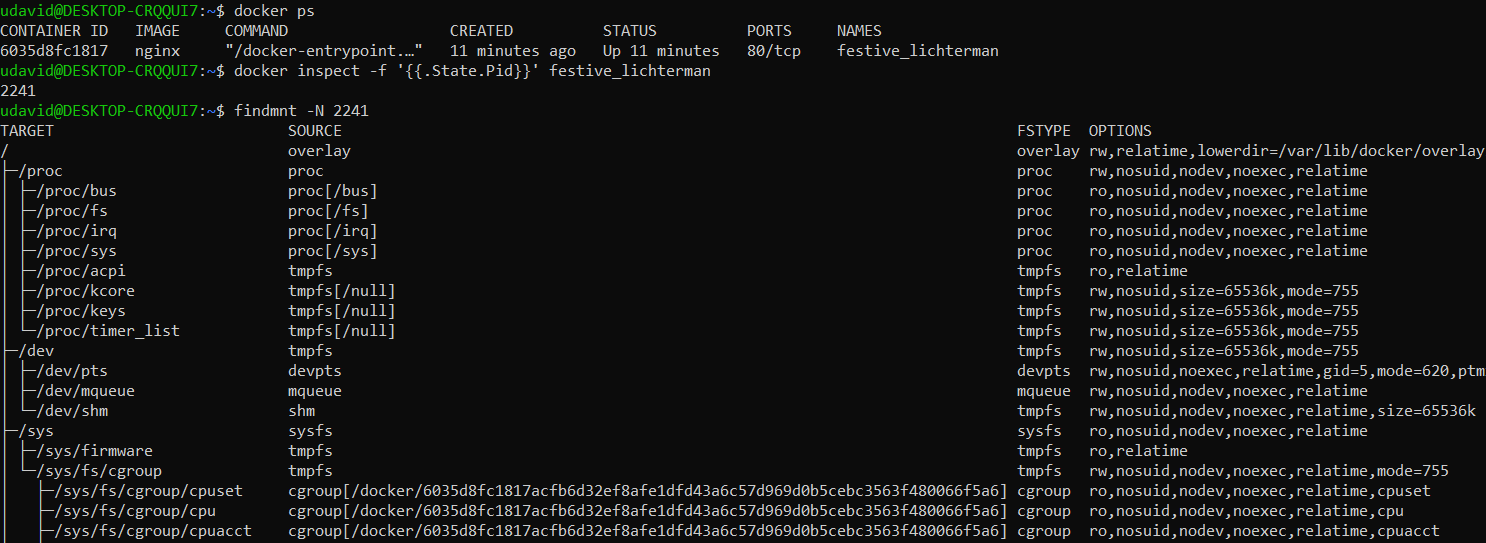 udavid@DESKTOP-CRQQUI7:~$ docker ps
CONTAINER ID   IMAGE     COMMAND                  CREATED          STATUS          PORTS     NAMES
6035d8fc1817   nginx     "/docker-entrypoint.…"   11 minutes ago   Up 11 minutes   80/tcp    festive_lichterman
udavid@DESKTOP-CRQQUI7:~$ docker inspect -f '{{.State.Pid}}' festive_lichterman
2241
udavid@DESKTOP-CRQQUI7:~$ findmnt -N 2241
TARGET                          SOURCE                                                                           FSTYPE  OPTIONS
/                               overlay                                                                          overlay rw,relatime,lowerdir=/var/lib/docker/overlay
├─/proc                         proc                                                                             proc    rw,nosuid,nodev,noexec,relatime
│ ├─/proc/bus                   proc[/bus]                                                                       proc    ro,nosuid,nodev,noexec,relatime
│ ├─/proc/fs                    proc[/fs]                                                                        proc    ro,nosuid,nodev,noexec,relatime
│ ├─/proc/irq                   proc[/irq]                                                                       proc    ro,nosuid,nodev,noexec,relatime
│ ├─/proc/sys                   proc[/sys]                                                                       proc    ro,nosuid,nodev,noexec,relatime
│ ├─/proc/acpi                  tmpfs                                                                            tmpfs   ro,relatime
│ ├─/proc/kcore                 tmpfs[/null]                                                                     tmpfs   rw,nosuid,size=65536k,mode=755
│ ├─/proc/keys                  tmpfs[/null]                                                                     tmpfs   rw,nosuid,size=65536k,mode=755
│ └─/proc/timer_list            tmpfs[/null]                                                                     tmpfs   rw,nosuid,size=65536k,mode=755
├─/dev                          tmpfs                                                                            tmpfs   rw,nosuid,size=65536k,mode=755
│ ├─/dev/pts                    devpts                                                                           devpts  rw,nosuid,noexec,relatime,gid=5,mode=620,ptm
│ ├─/dev/mqueue                 mqueue                                                                           mqueue  rw,nosuid,nodev,noexec,relatime
│ └─/dev/shm                    shm                                                                              tmpfs   rw,nosuid,nodev,noexec,relatime,size=65536k
├─/sys                          sysfs                                                                            sysfs   ro,nosuid,nodev,noexec,relatime
│ ├─/sys/firmware               tmpfs                                                                            tmpfs   ro,relatime
│ └─/sys/fs/cgroup              tmpfs                                                                            tmpfs   rw,nosuid,nodev,noexec,relatime,mode=755
│   ├─/sys/fs/cgroup/cpuset     cgroup[/docker/6035d8fc1817acfb6d32ef8afe1dfd43a6c57d969d0b5cebc3563f480066f5a6] cgroup  ro,nosuid,nodev,noexec,relatime,cpuset
│   ├─/sys/fs/cgroup/cpu        cgroup[/docker/6035d8fc1817acfb6d32ef8afe1dfd43a6c57d969d0b5cebc3563f480066f5a6] cgroup  ro,nosuid,nodev,noexec,relatime,cpu
│   ├─/sys/fs/cgroup/cpuacct    cgroup[/docker/6035d8fc1817acfb6d32ef8afe1dfd43a6c57d969d0b5cebc3563f480066f5a6] cgroup  ro,nosuid,nodev,noexec,relatime,cpuacct